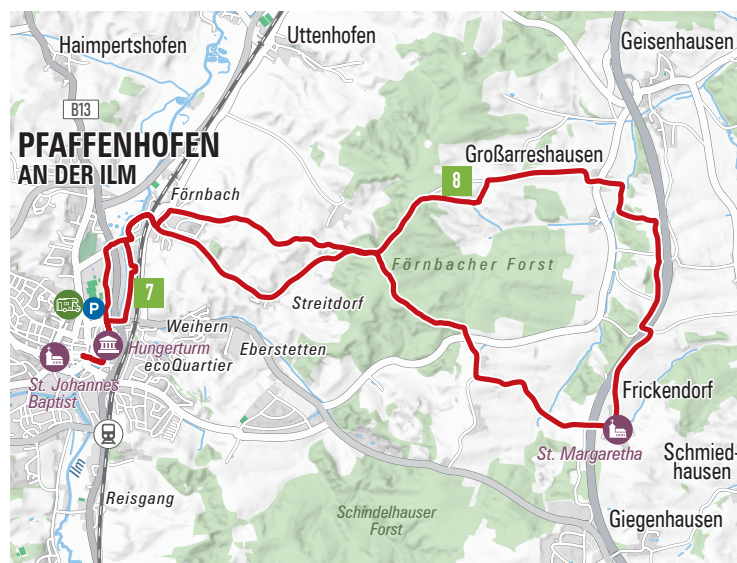 Haimpertshofen
Uttenhofen
Geisenhausen
B13
PFAFFENHOFEN
AN DER ILM
Großarreshausen
8
Förnbach
Förnbacher Forst
7
P
Streitdorf
Weihern
Hungerturm
Eberstetten
ecoQuartier
St. Johannes
Baptist
Frickendorf
St. Margaretha
Schmied-
hausen
Ilm
Reisgang
Schindelhauser
Forst
Giegenhausen